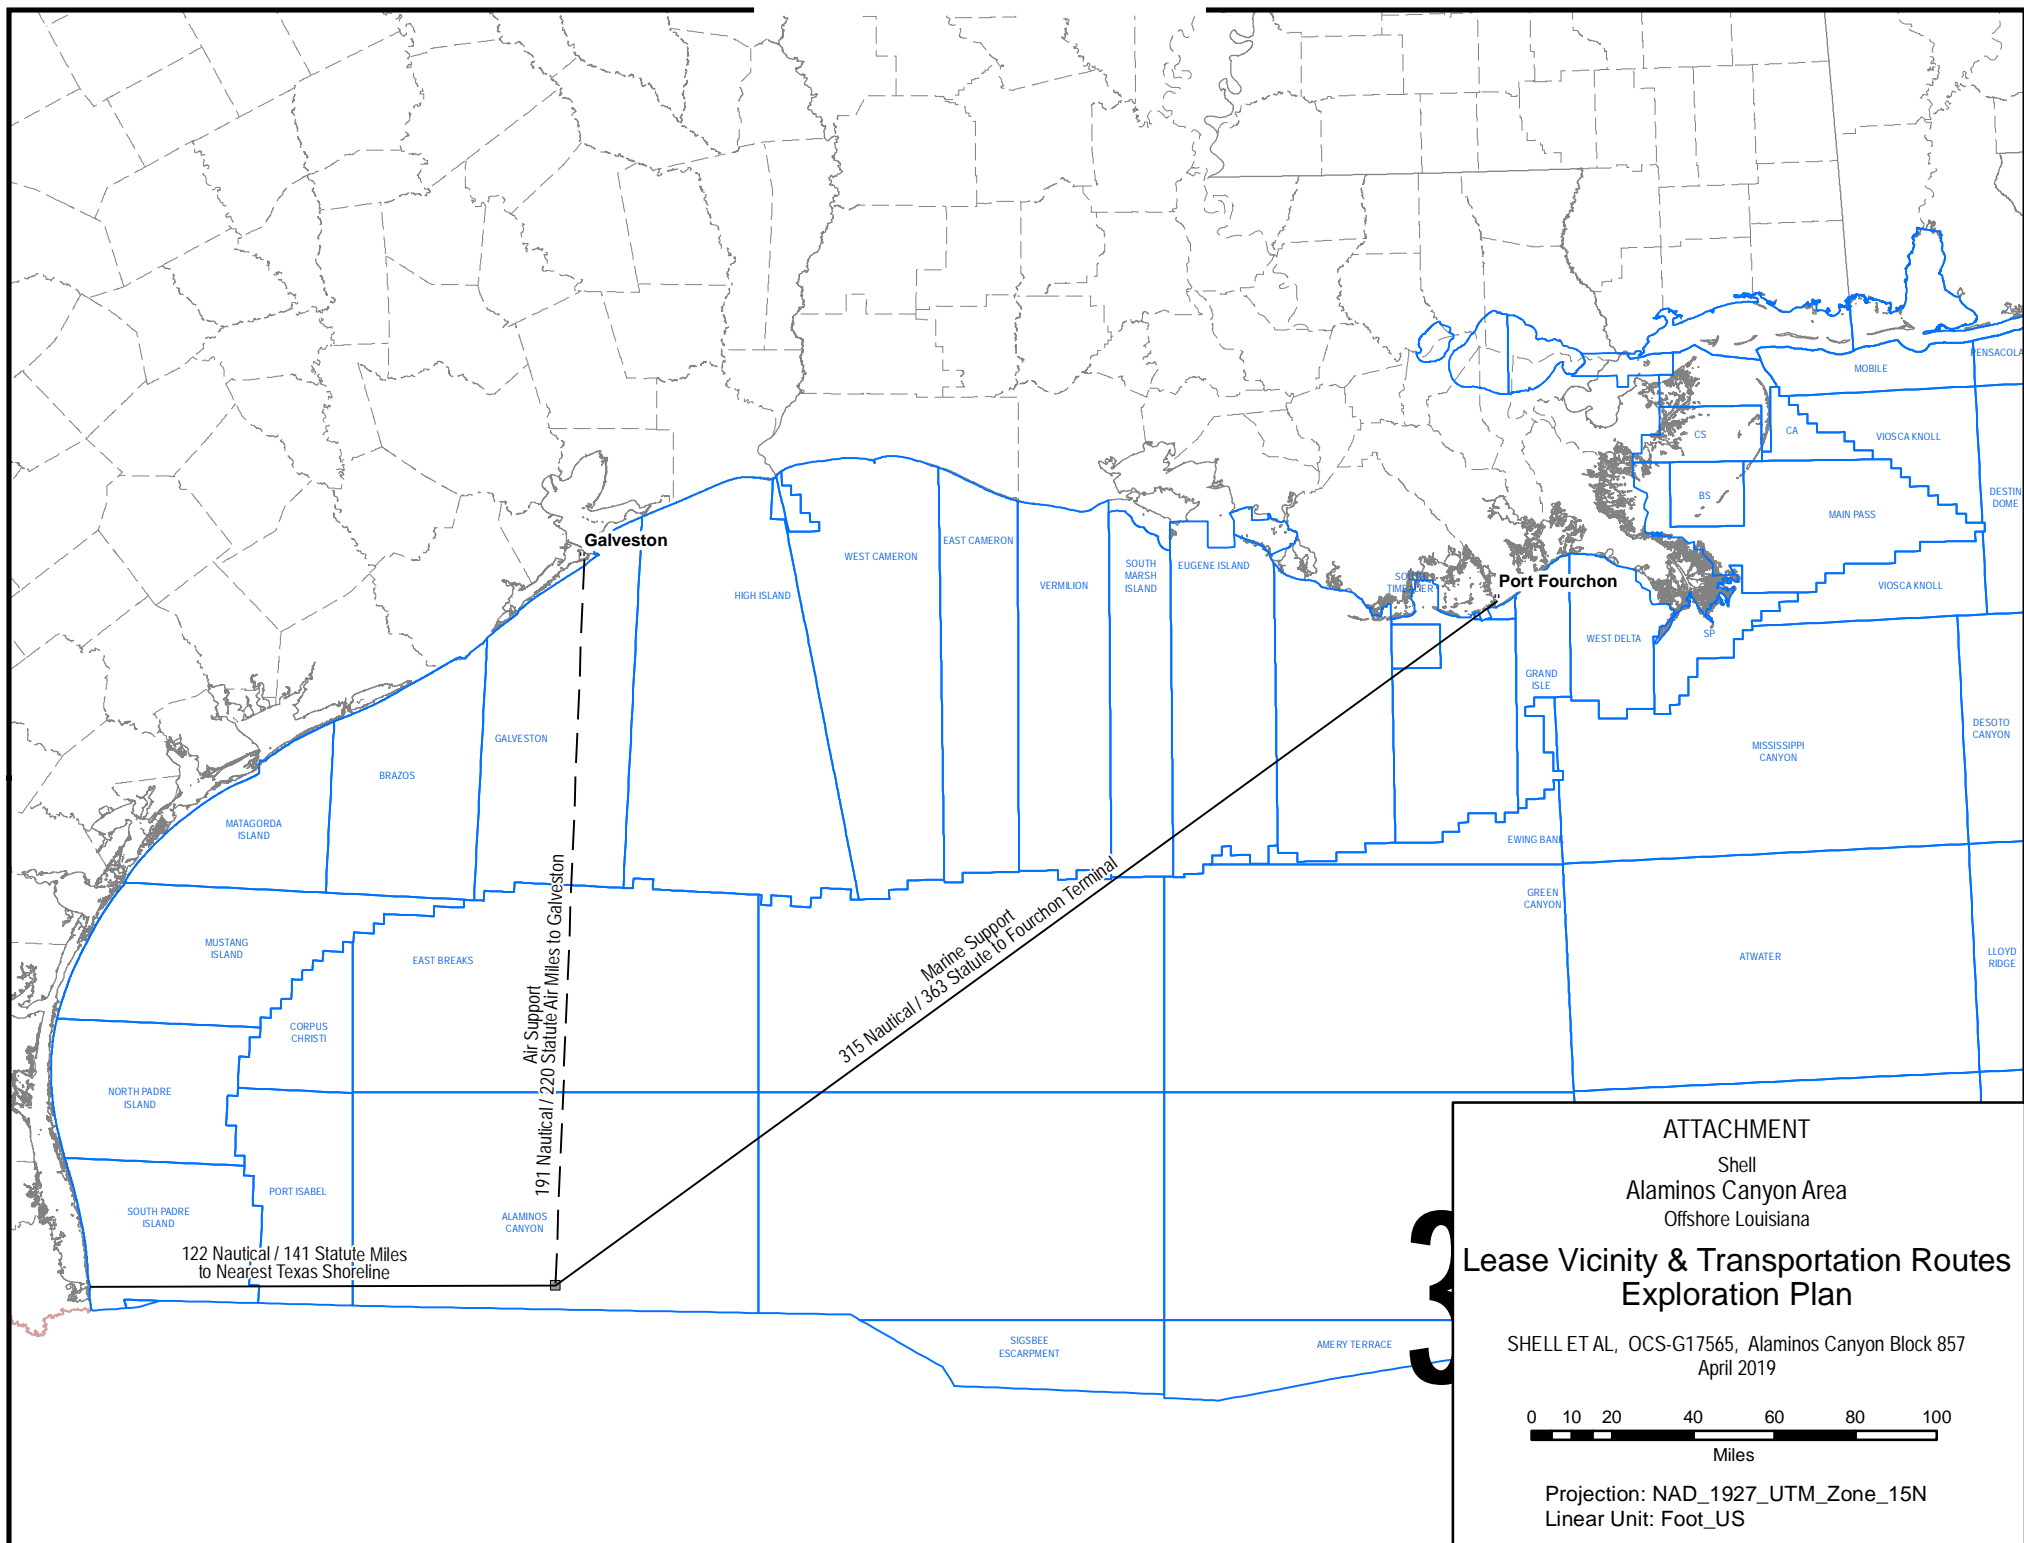 PENSACOLA
MOBILE
CS
CA
VIOSCA KNOLL
BS
DESTIN
DOME
MAIN PASS
Galveston
WEST CAMERON
EAST CAMERON
SOUTH
MARSH
ISLAND
EUGENE ISLAND
VERMILION
HIGH ISLAND
SOUTH
TIMBALIER
Port Fourchon
VIOSCA KNOLL
WEST DELTA
SP
GRAND
ISLE
GALVESTON
BRAZOS
MATAGORDA
ISLAND
DESOTO
CANYON
MISSISSIPPI
CANYON
EWING BANK
GREEN
CANYON
MUSTANG
ISLAND
EAST BREAKS
ATWATER
LLOYD
RIDGE
CORPUS
CHRISTI
Air Support
191 Nautical / 220 Statute Air Miles to Galveston
Marine Support
315 Nautical / 363 Statute to Fourchon Terminal
NORTH PADRE
ISLAND
PORT ISABEL
SOUTH PADRE
ISLAND
ALAMINOS
CANYON
122 Nautical / 141 Statute Miles
to Nearest Texas Shoreline
SIGSBEE
ESCARPMENT
AMERY TERRACE
3
ATTACHMENT
Shell
Alaminos Canyon Area
Offshore Louisiana
Lease Vicinity & Transportation Routes
Exploration Plan
SHELL ET AL, OCS-G17565, Alaminos Canyon Block 857
April 2019
0 10 20 40 60 80 100
Miles
Projection: NAD_1927_UTM_Zone_15N
Linear Unit: Foot_US